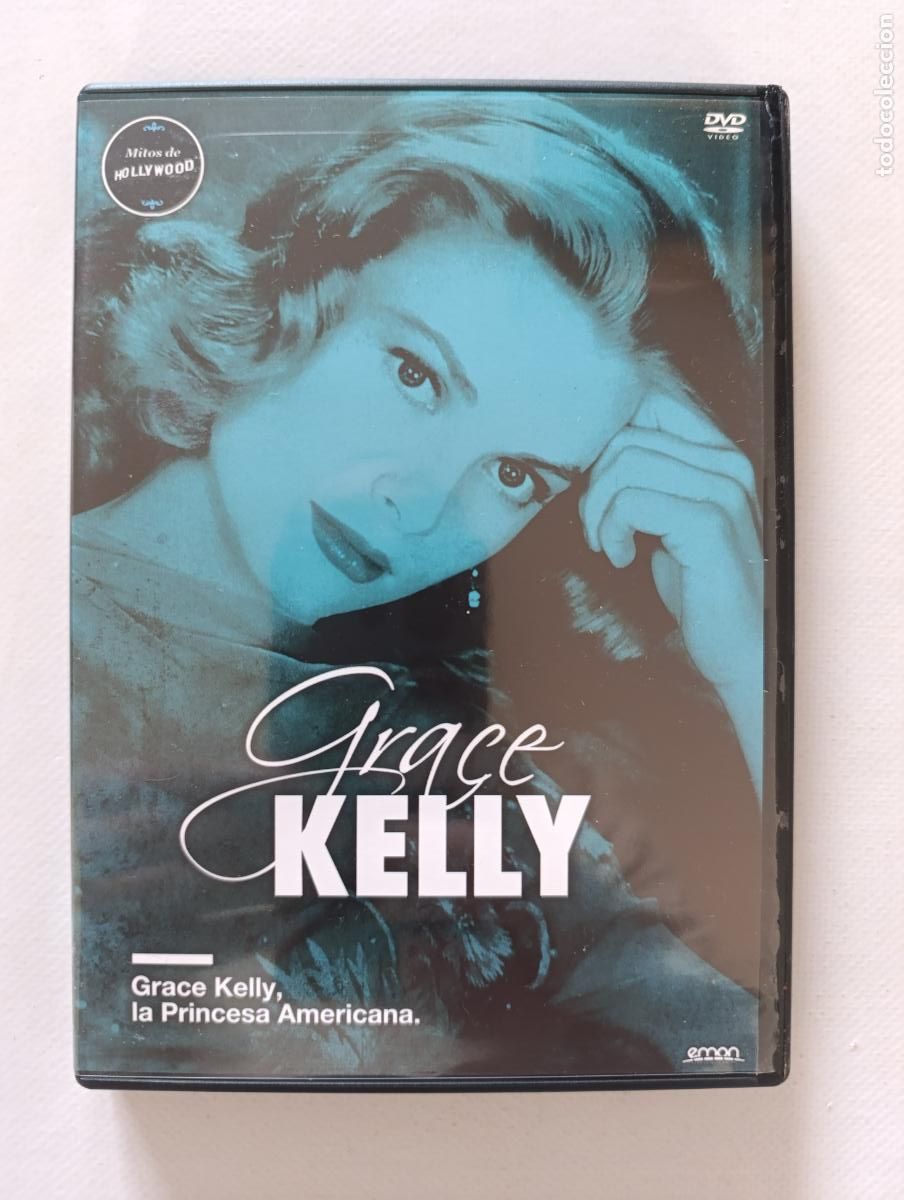 Mitos de
HOLLYWOOD
DVD
VIDEO
Grace
KELLY
Grace Kelly,
la Princesa Americana.
emon
todocoleccion